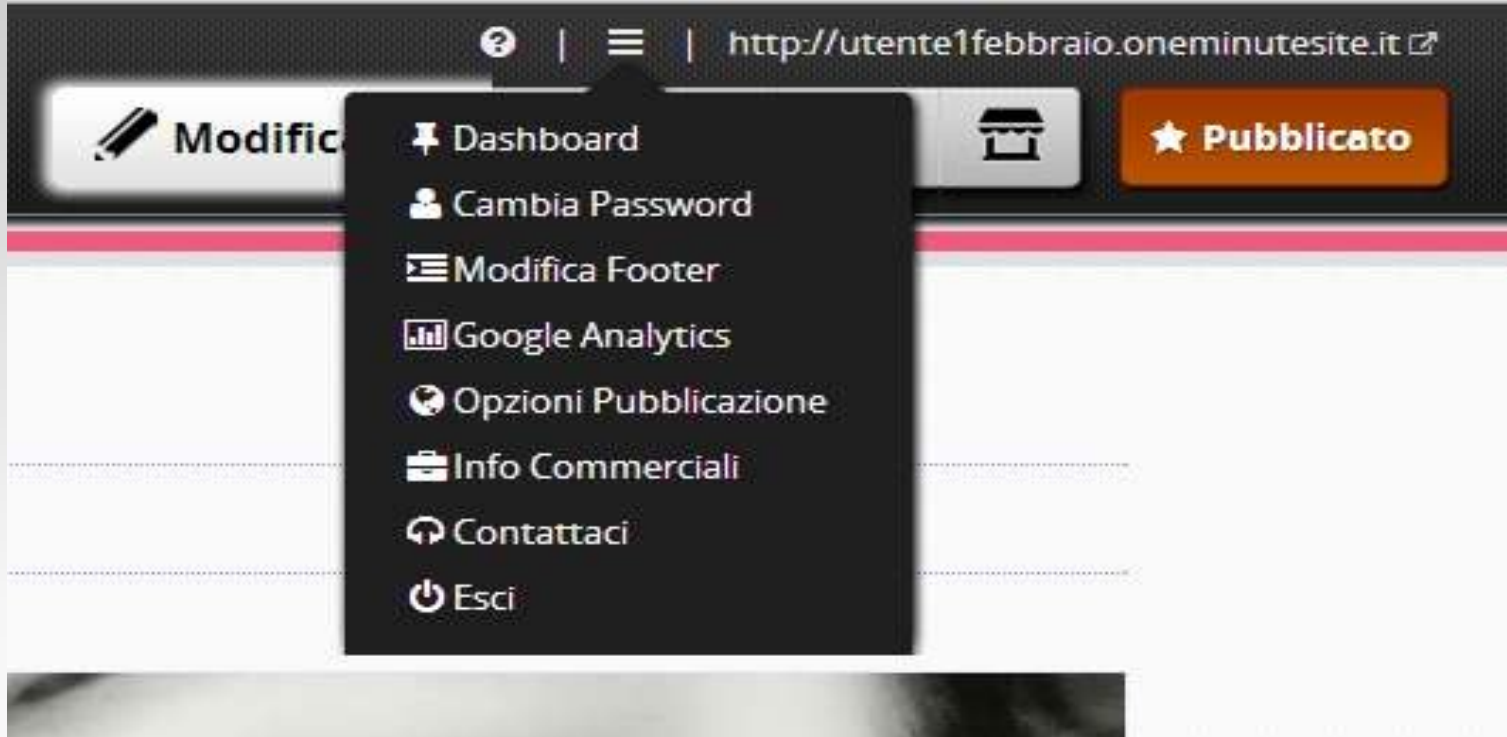 | | http://utente1febbraio.oneminutesite.it
Modifica
Pubblicato
Dashboard
Cambia Password
Modifica Footer
Google Analytics
Opzioni Pubblicazione
Info Commerciali
Contattaci
Esci